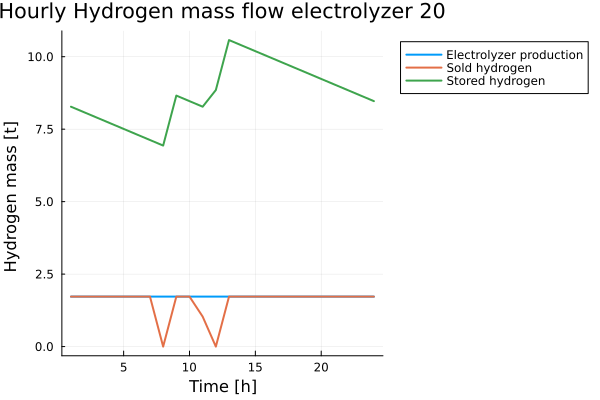 Hourly Hydrogen mass flow electrolyzer 20
Electrolyzer production
Sold hydrogen
Stored hydrogen
Hydrogen mass [t]
10.0
7.5
5.0
2.5
0.0
5 10 15 20
Time [h]